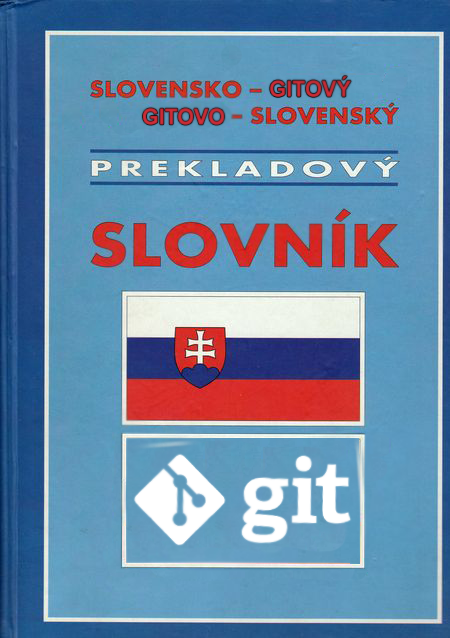 SLOVENSKO – GITOVÝ
GITOVO – SLOVENSKÝ
PREKLADOVÝ
SLOVNÍK
git